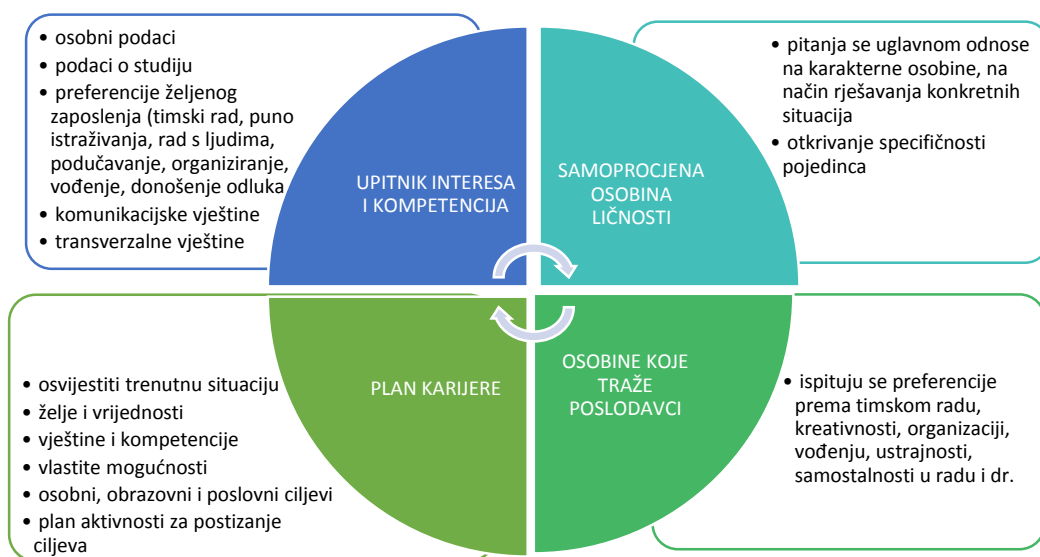 • osobni podaci
• podaci o studiju
• preferencije željenog
zaposlenja (timski rad, puno
istraživanja, rad s ljudima,
podučavanje, organiziranje,
vođenje, donošenje odluka
• komunikacijske vještine
• transverzalne vještine
UPITNIK INTERESA
I KOMPETENCIJA
SAMOPROCJENA
OSOBINA
LIČNOSTI
• pitanja se uglavnom odnose
na karakterne osobine, na
način rješavanja konkretnih
situacija
• otkrivanje specifičnosti
pojedinca
• osvijestiti trenutnu situaciju
• želje i vrijednosti
• vještine i kompetencije
• vlastite mogućnosti
• osobni, obrazovni i poslovni ciljevi
• plan aktivnosti za postizanje
ciljeva
PLAN KARIJERE
OSOBINE KOJE
TRAŽE
POSLODAVCI
• ispituju se preferencije
prema timskom radu,
kreativnosti, organizaciji,
vođenju, ustrajnosti,
samostalnosti u radu i dr.